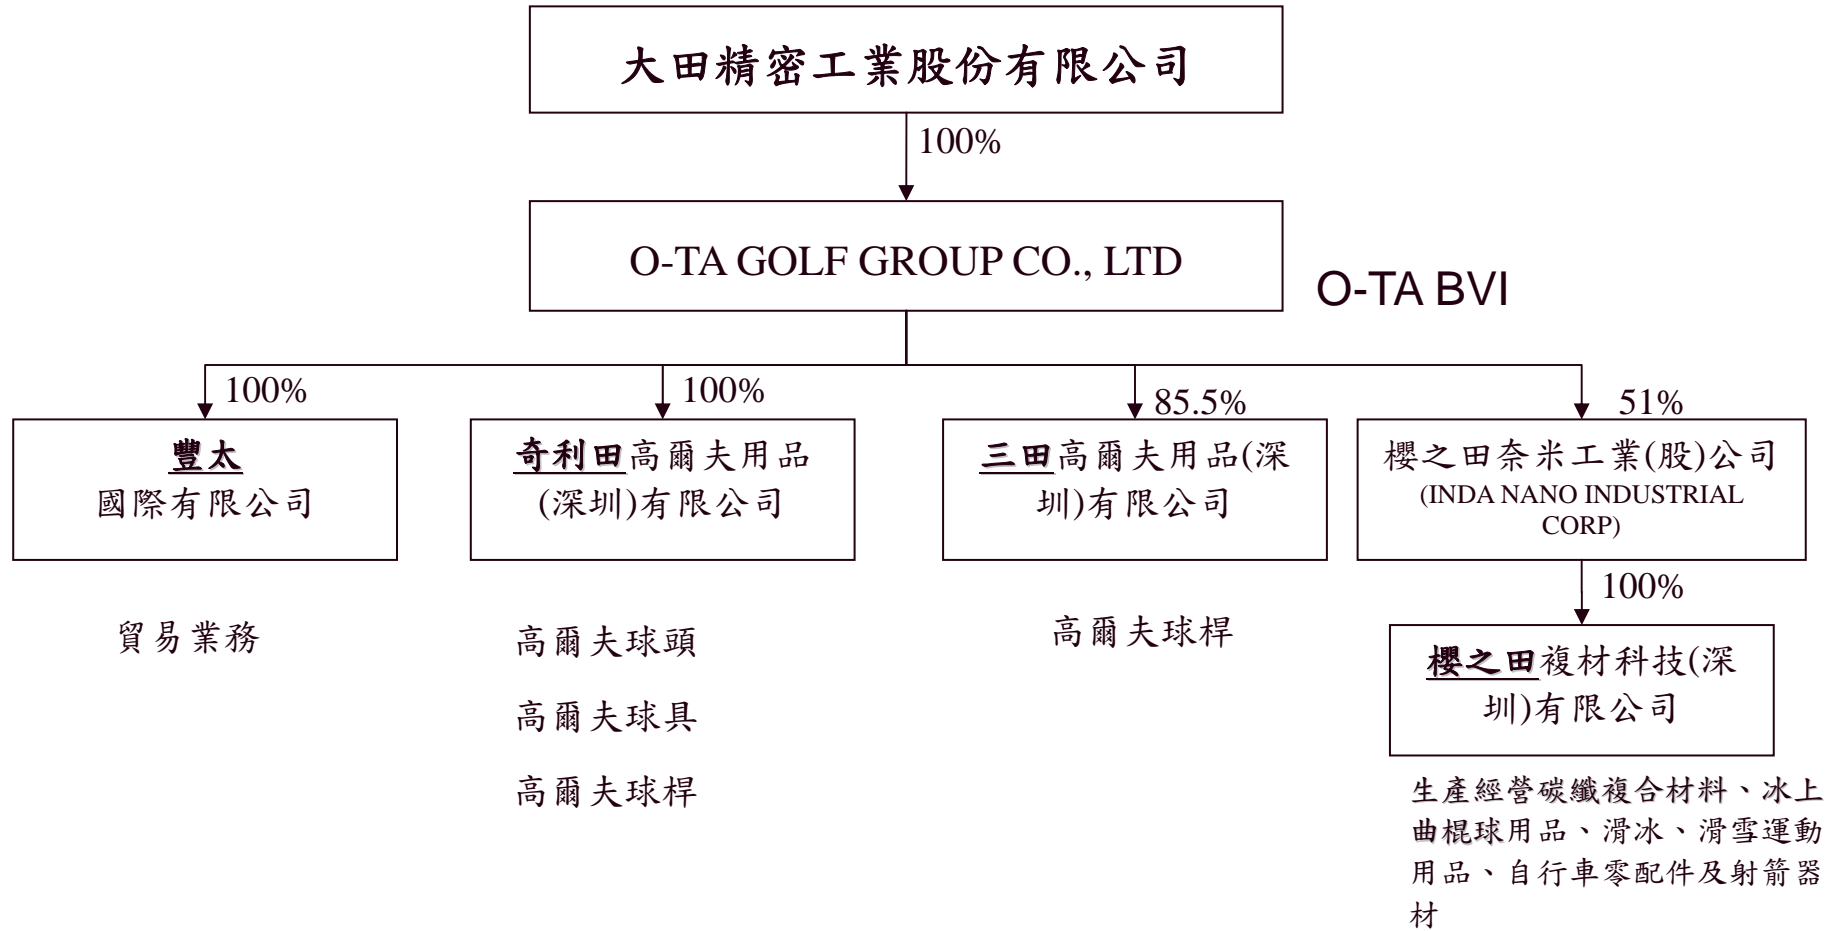 大田精密工業股份有限公司
100%
O-TA GOLF GROUP CO., LTD
O-TA BVI
100%
100%
85.5%
51%
豐太
國際有限公司
奇利田高爾夫用品
(深圳)有限公司
三田高爾夫用品(深
圳)有限公司
櫻之田奈米工業(股)公司
(INDA NANO INDUSTRIAL
CORP)
100%
貿易業務
高爾夫球頭
高爾夫球具
高爾夫球桿
高爾夫球桿
櫻之田複材科技(深
圳)有限公司
生產經營碳纖複合材料、冰上
曲棍球用品、滑冰、滑雪運動
用品、自行車零配件及射箭器
材